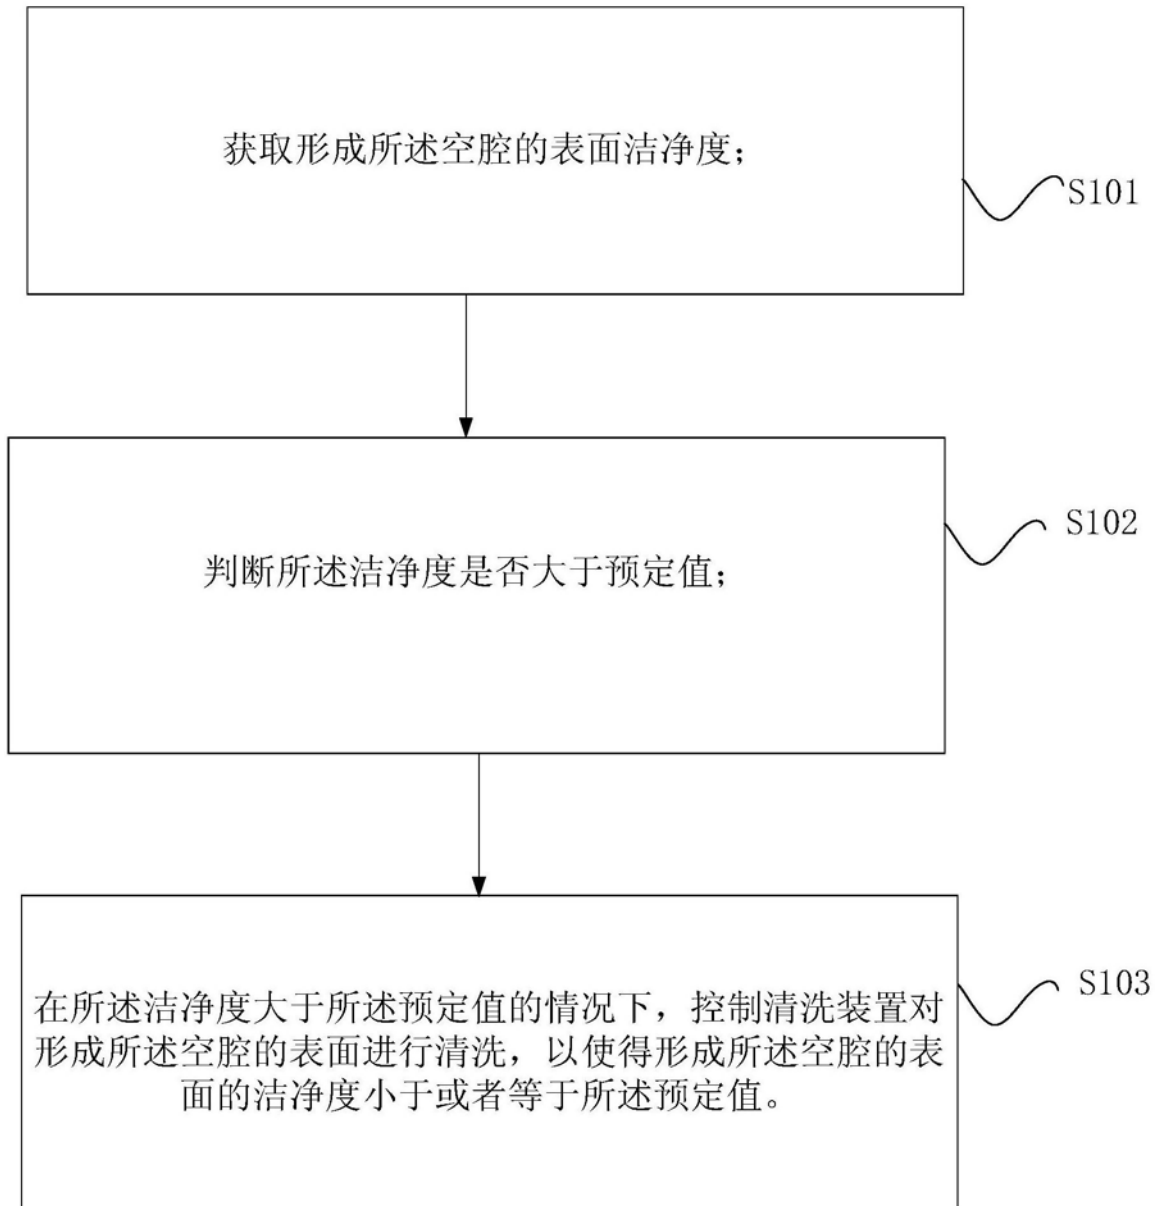 获取形成所述空腔的表面洁净度；
S101
判断所述洁净度是否大于预定值；
S102
在所述洁净度大于所述预定值的情况下，控制清洗装置对
形成所述空腔的表面进行清洗，以使得形成所述空腔的表
面的洁净度小于或者等于所述预定值。
S103